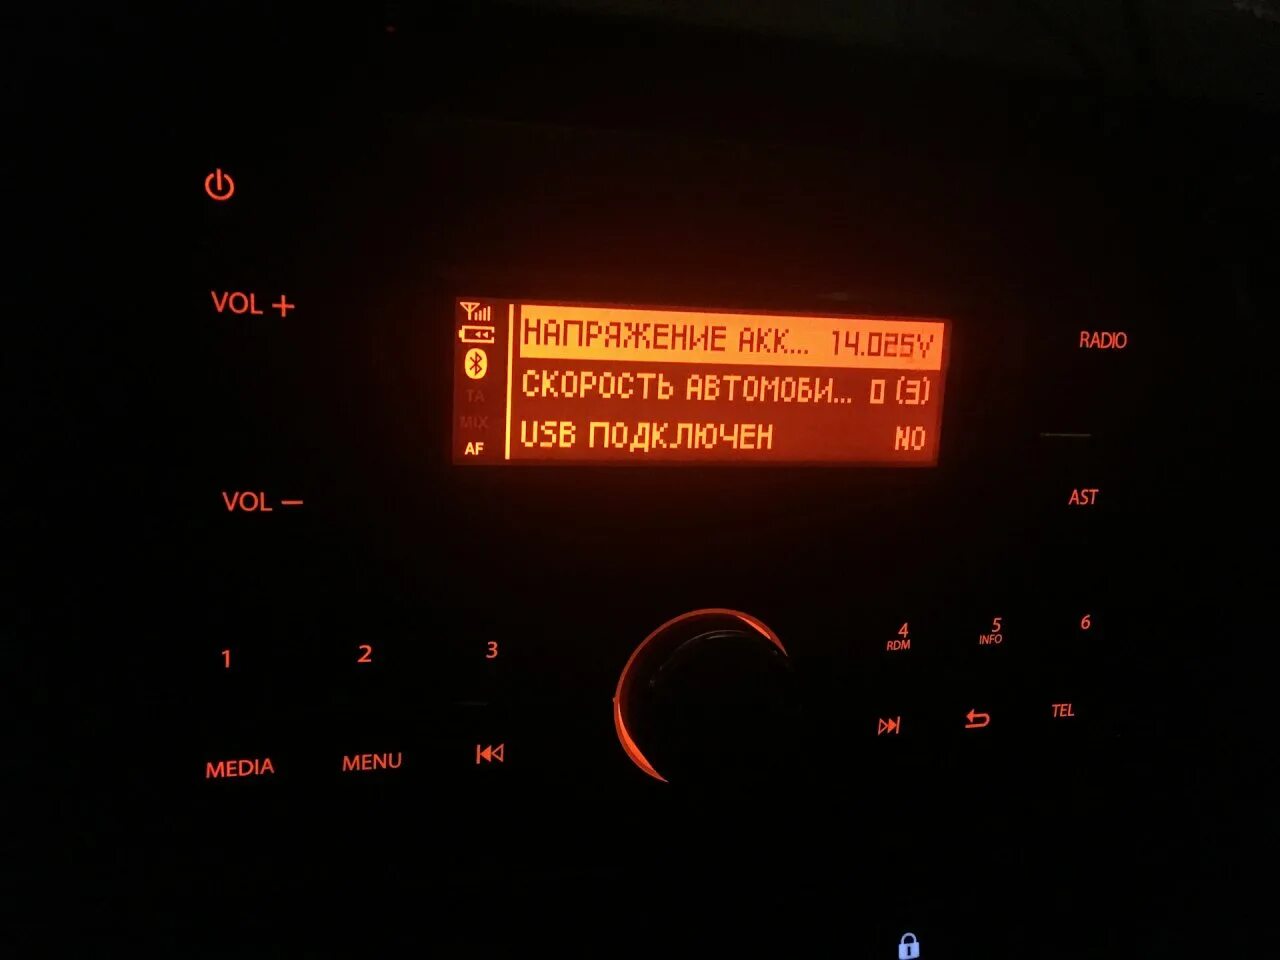 VOL +
НАПРЯЖЕНИЕ АКК... 14.025V
СКОРОСТЬ АВТОМОБИ... 0 (3)
USB ПОДКЛЮЧЕН NO
TA
MIX
AF
RADIO
VOL −
AST
1 2 3
4 RDM
5 INFO
6
MEDIA MENU
TEL